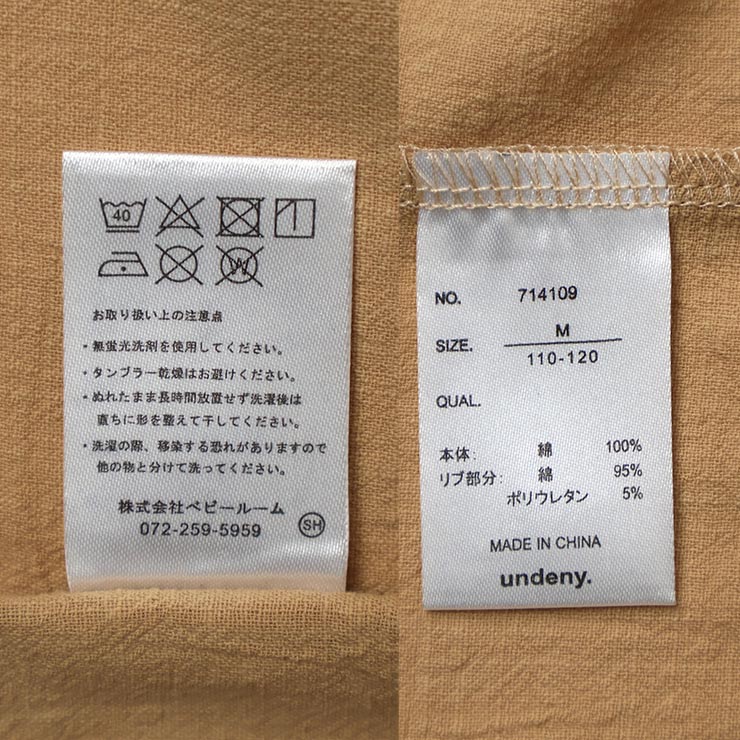 40
W
お取り扱い上の注意点
・無蛍光洗剤を使用してください。
・タンブラー乾燥はお避けください。
・ぬれたまま長時間放置せず洗濯後は
直ちに形を整えて干してください。
・洗濯の際、移染する恐れがありますので
他の物と分けて洗ってください。
株式会社ベビールーム
072-259-5959
SH
NO. 714109
SIZE. M
110-120
QUAL.
本体: 綿 100%
リブ部分: 綿 95%
ポリウレタン 5%
MADE IN CHINA
undeny.